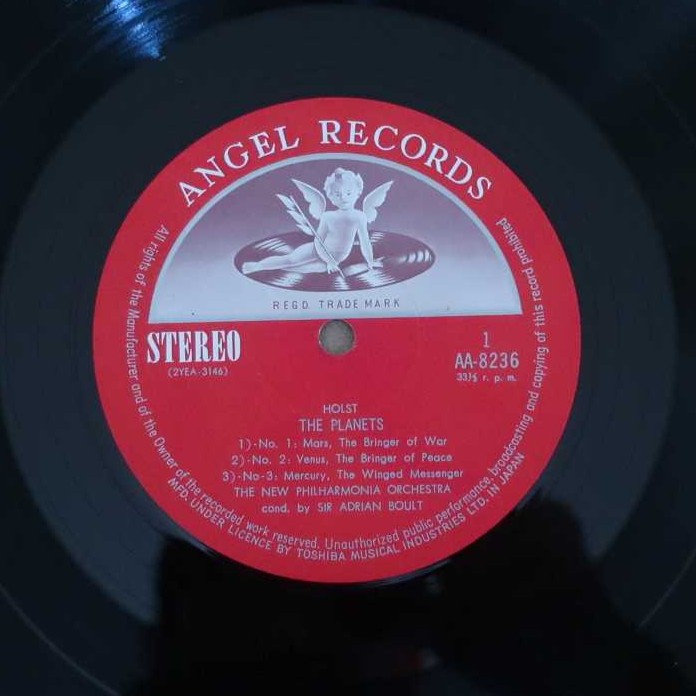 ANGEL RECORDS
REGD. TRADE MARK
STEREO
(2YEA-3146)
1
AA-8236
33⅓ r. p. m.
HOLST
THE PLANETS
1)-No. 1: Mars, The Bringer of War
2)-No. 2: Venus, The Bringer of Peace
3)-No-3: Mercury, The Winged Messenger
THE NEW PHILHARMONIA ORCHESTRA
cond. by SIR ADRIAN BOULT
All rights of the Manufacturer and of the Owner of the recorded work reserved. Unauthorized public performance, broadcasting and copying of this record prohibited
MFD. UNDER LICENCE BY TOSHIBA MUSICAL INDUSTRIES LTD. IN JAPAN